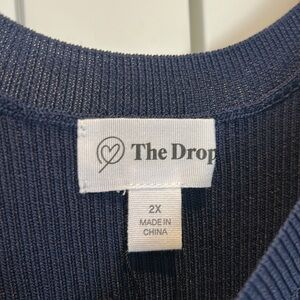 The Drop
2X
MADE IN
CHINA